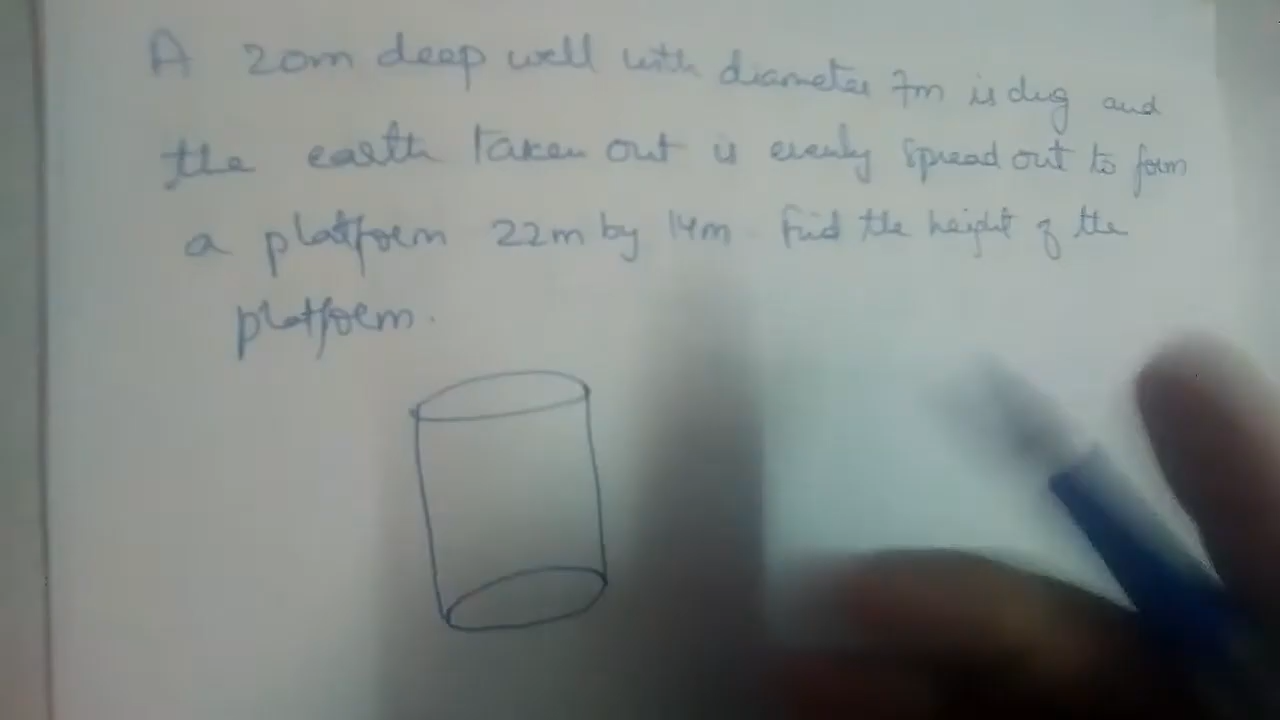 A 20m deep well with diameter 7m is dug and
the earth taken out is evenly spread out to form
a platform 22m by 14m. Find the height of the
platform.